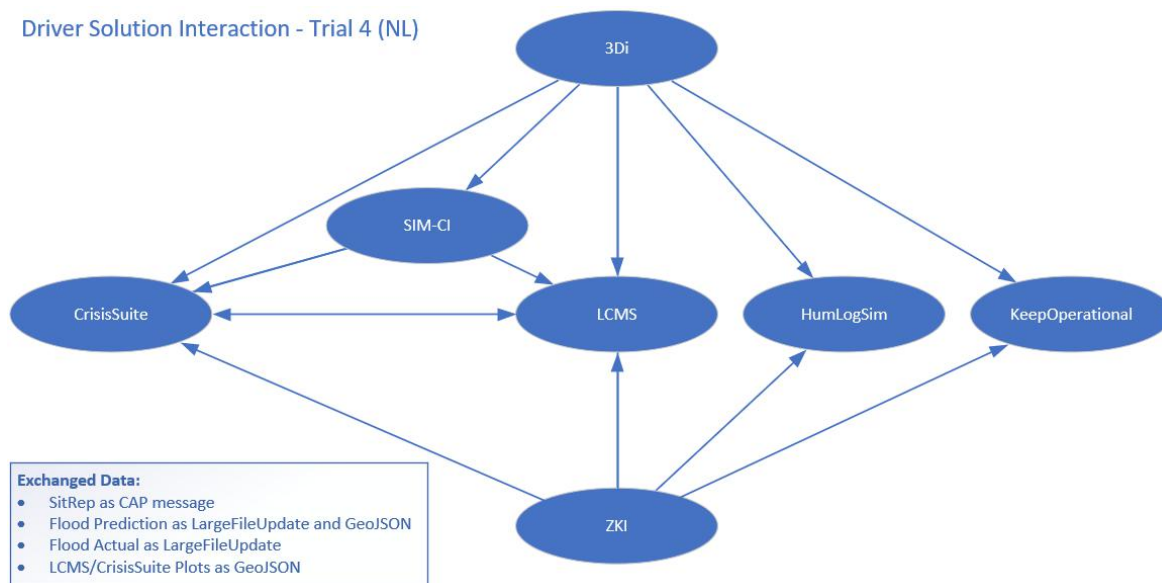 Driver Solution Interaction - Trial 4 (NL)
3Di
SIM-CI
CrisisSuite
LCMS
HumLogSim
KeepOperational
ZKI
Exchanged Data:
• SitRep as CAP message
• Flood Prediction as LargeFileUpdate and GeoJSON
• Flood Actual as LargeFileUpdate
• LCMS/CrisisSuite Plots as GeoJSON